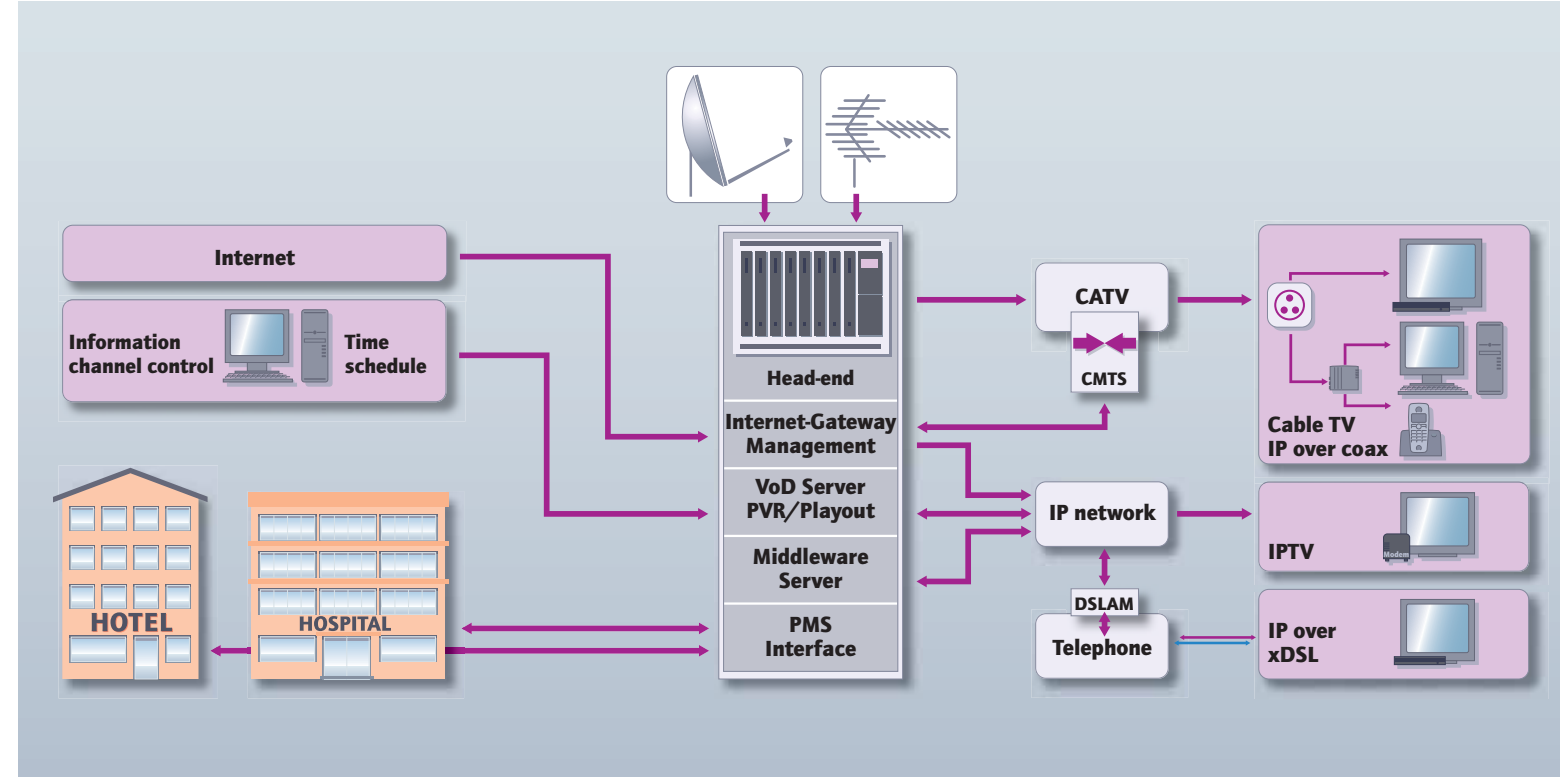 Internet
Information
channel control
Time
schedule
HOTEL
HOSPITAL
Head-end
Internet-Gateway
Management
VoD Server
PVR/Playout
Middleware
Server
PMS
Interface
CATV
CMTS
IP network
DSLAM
Telephone
Cable TV
IP over coax
IPTV
Modem
IP over
xDSL